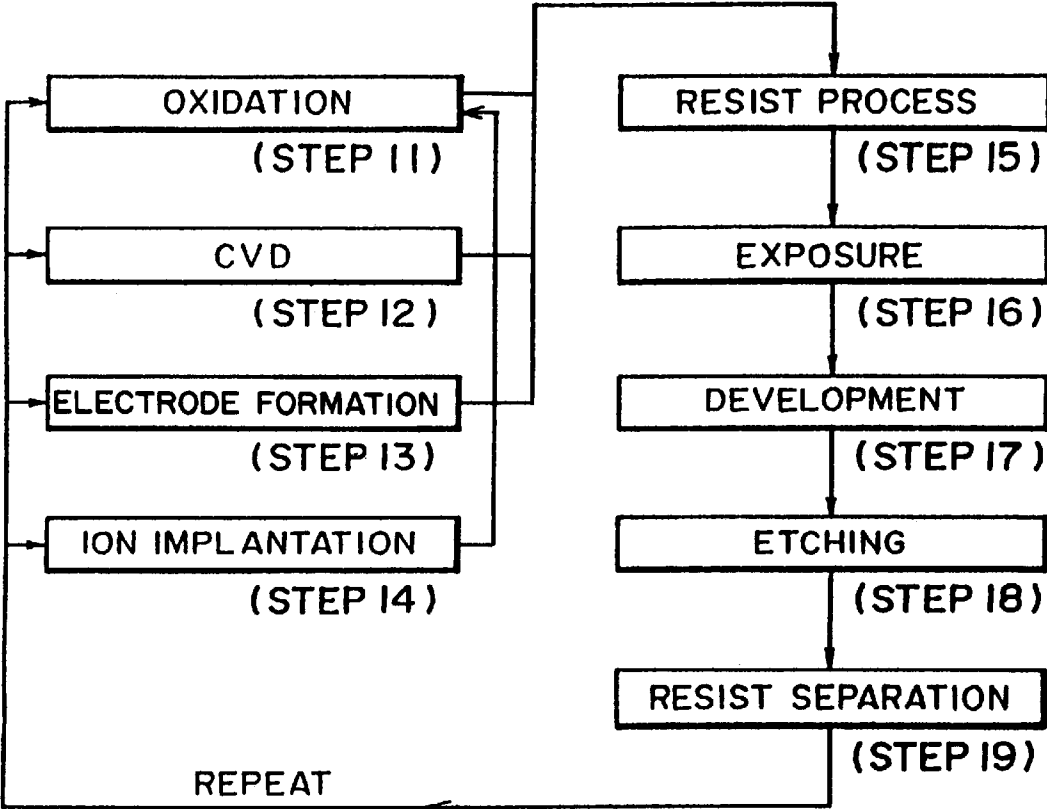 OXIDATION
(STEP 11)
CVD
(STEP 12)
ELECTRODE FORMATION
(STEP 13)
ION IMPLANTATION
(STEP 14)
RESIST PROCESS
(STEP 15)
EXPOSURE
(STEP 16)
DEVELOPMENT
(STEP 17)
ETCHING
(STEP 18)
RESIST SEPARATION
(STEP 19)
REPEAT